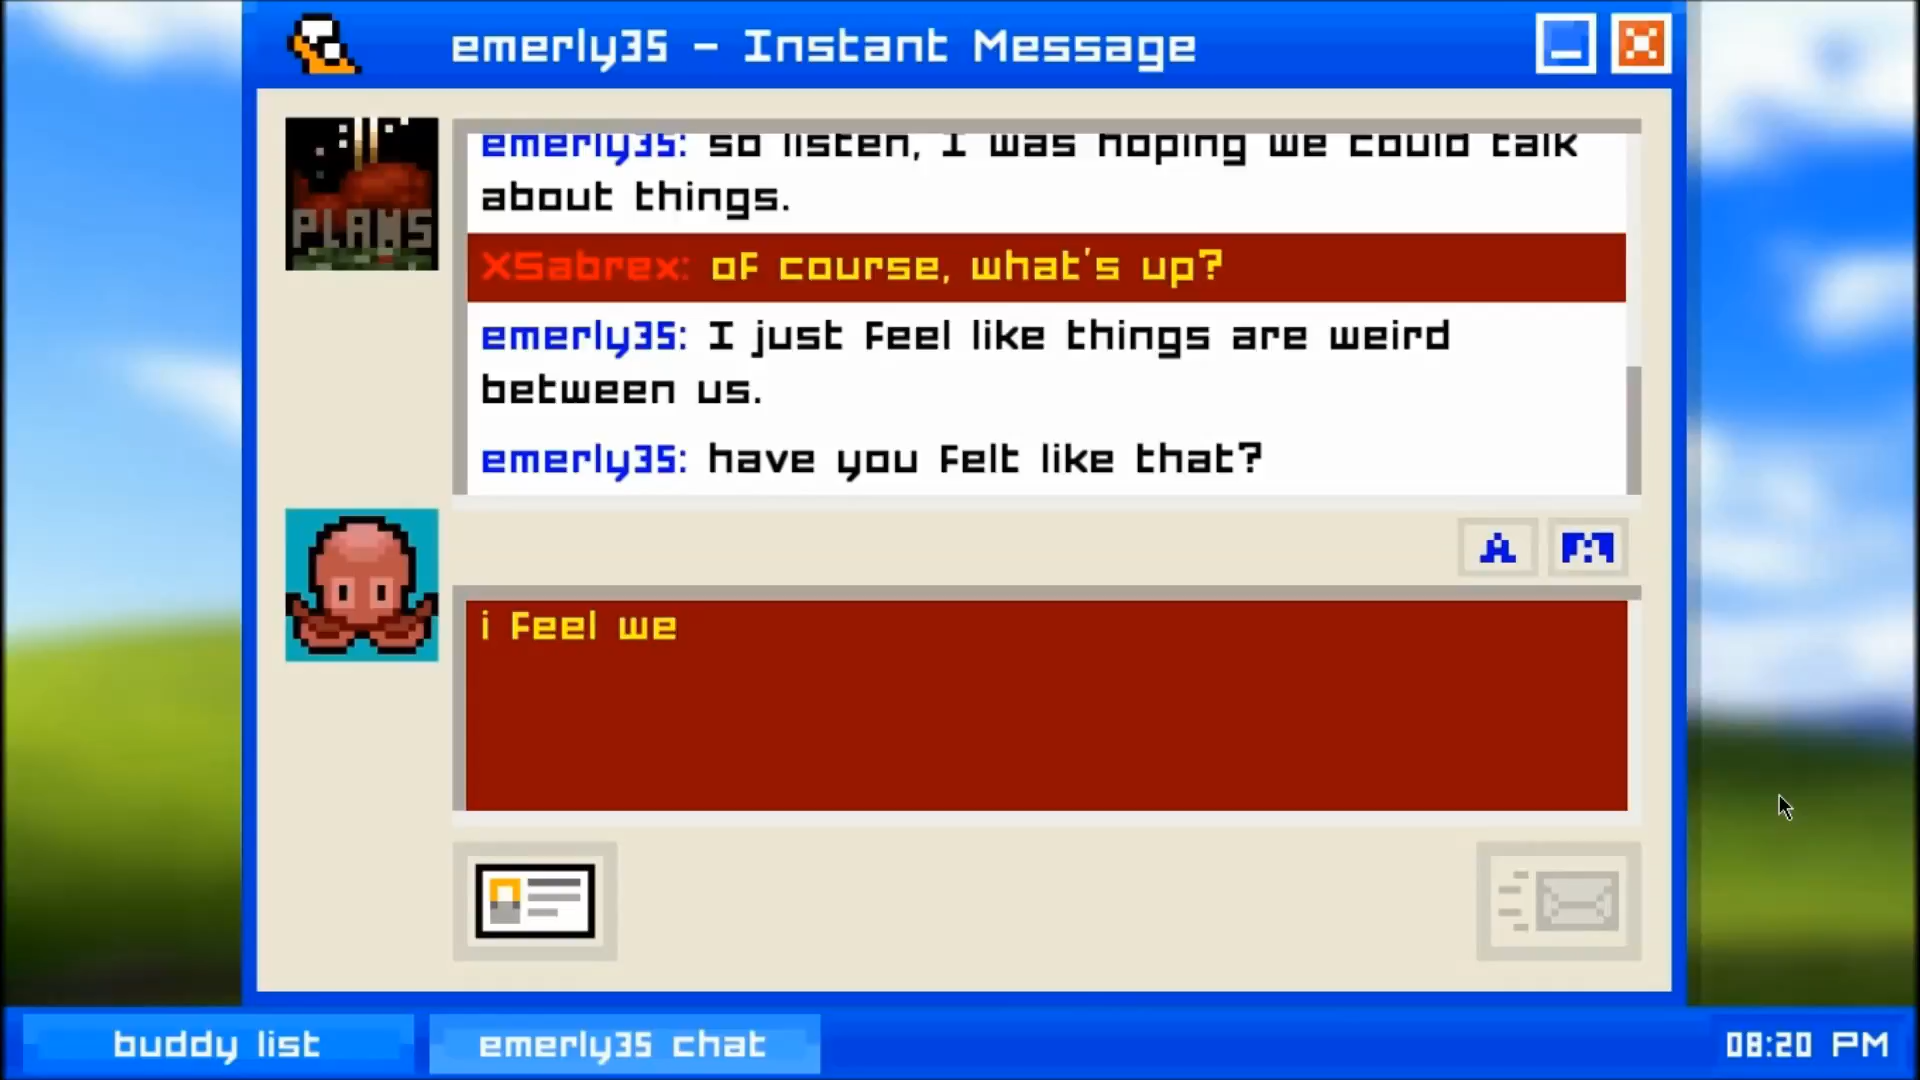 emerly35 - Instant Message
PLANS
emerly35: so listen, I was hoping we could talk
about things.
XSabrex: of course, what's up?
emerly35: I just feel like things are weird
between us.
emerly35: have you felt like that?
A
i feel we
buddy list
emerly35 chat
08:20 PM